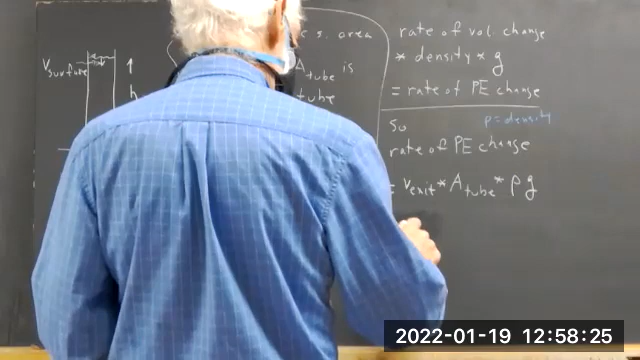 v surface
h
c.s. area
A tube is
tube
rate of vol. change
* density * g
= rate of PE change
so
ρ = density
rate of PE change
= v exit * A tube * ρ g
2022-01-19 12:58:25